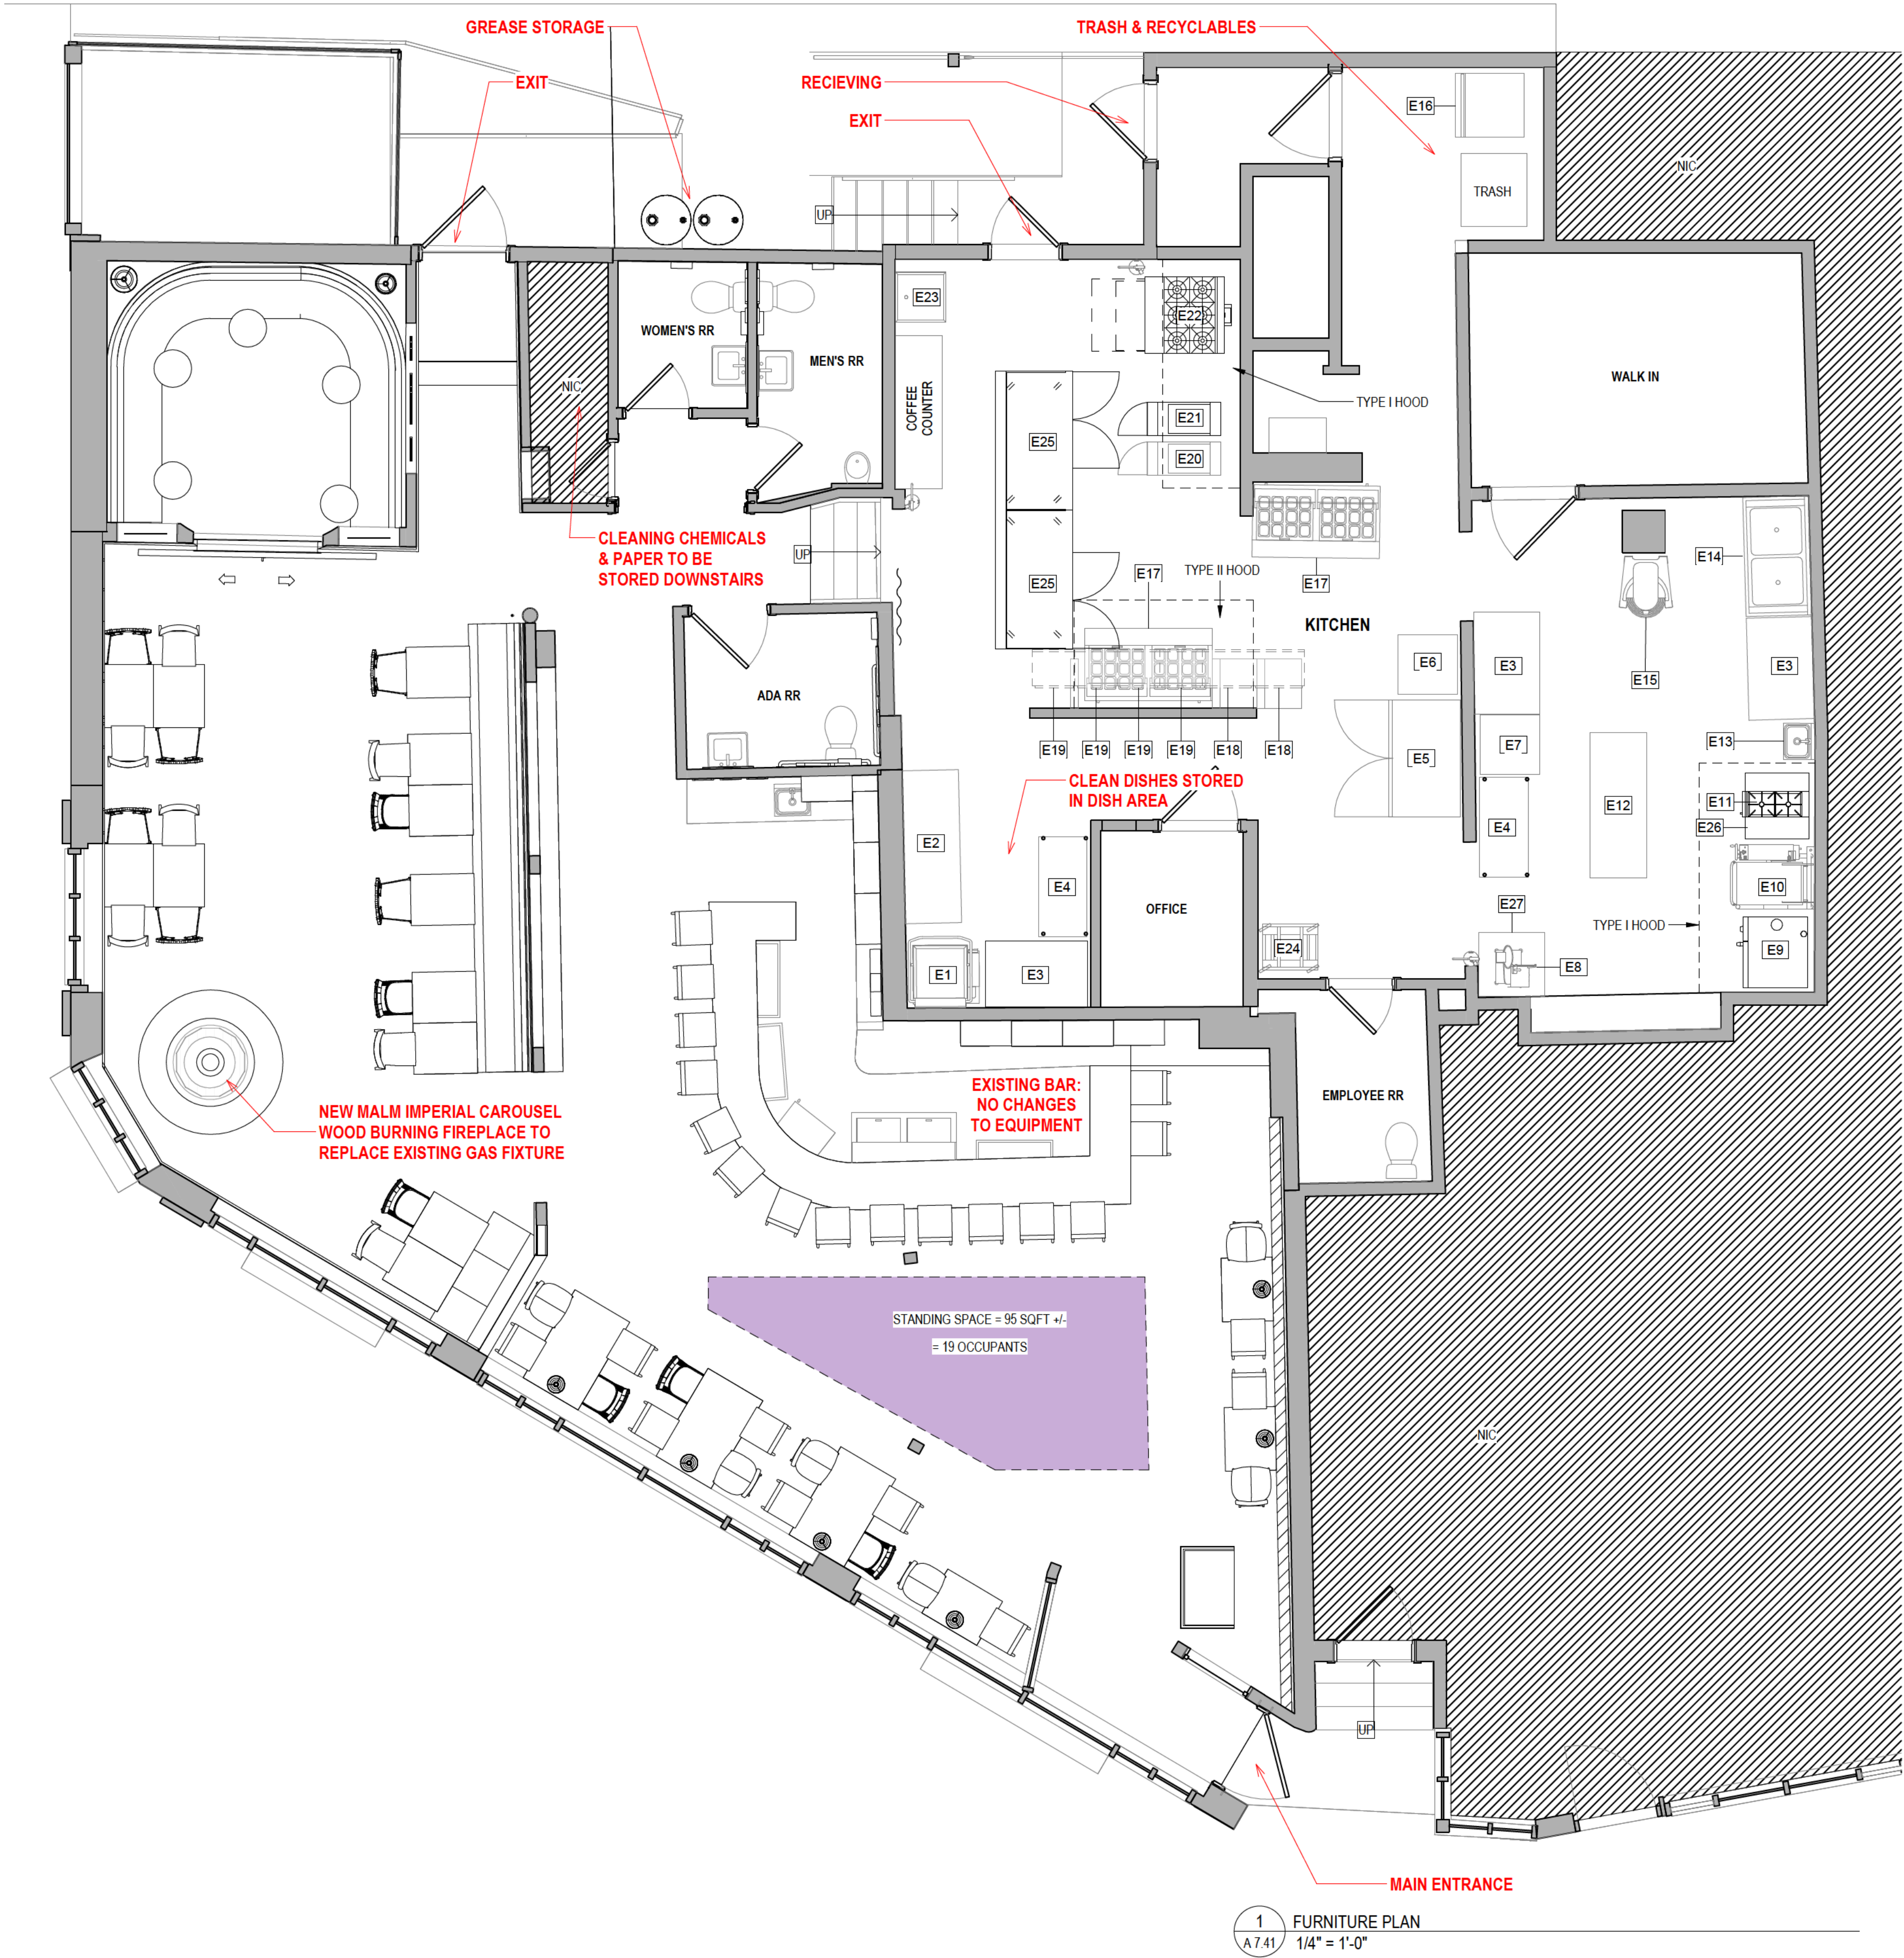 GREASE STORAGE
TRASH & RECYCLABLES
EXIT
RECIEVING
EXIT
E16
NIC
TRASH
UP
E23
E22
WOMEN'S RR
MEN'S RR
NIC
COFFEE
COUNTER
TYPE I HOOD
WALK IN
E21
E25
E20
CLEANING CHEMICALS
& PAPER TO BE
STORED DOWNSTAIRS
UP
E25
E17
TYPE II HOOD
E17
E14
KITCHEN
E6
E3
E3
E15
ADA RR
E19
E19
E19
E19
E18
E18
E7
E13
E5
CLEAN DISHES STORED
IN DISH AREA
E12
E11
E4
E26
E2
E4
E10
OFFICE
E27
TYPE I HOOD
E24
E9
E1
E3
E8
EXISTING BAR:
NO CHANGES
TO EQUIPMENT
EMPLOYEE RR
NEW MALM IMPERIAL CAROUSEL
WOOD BURNING FIREPLACE TO
REPLACE EXISTING GAS FIXTURE
STANDING SPACE = 95 SQFT +/-
= 19 OCCUPANTS
NIC
UP
MAIN ENTRANCE
1
FURNITURE PLAN
A 7.41
1/4" = 1'-0"